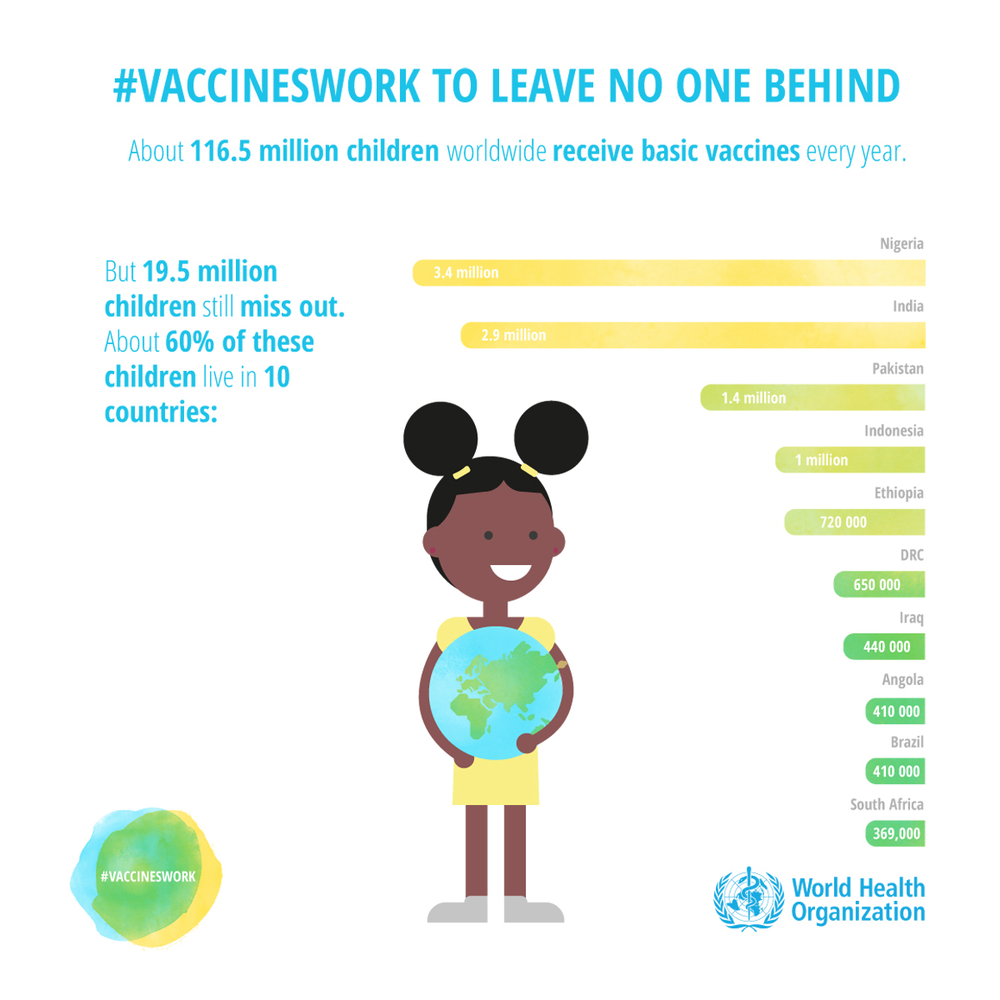 #VACCINESWORK TO LEAVE NO ONE BEHIND
About 116.5 million children worldwide receive basic vaccines every year.
But 19.5 million
children still miss out.
About 60% of these
children live in 10
countries:
Nigeria
3.4 million
India
2.9 million
Pakistan
1.4 million
Indonesia
1 million
Ethiopia
720 000
DRC
650 000
Iraq
440 000
Angola
410 000
Brazil
410 000
South Africa
369,000
#VACCINESWORK
World Health
Organization